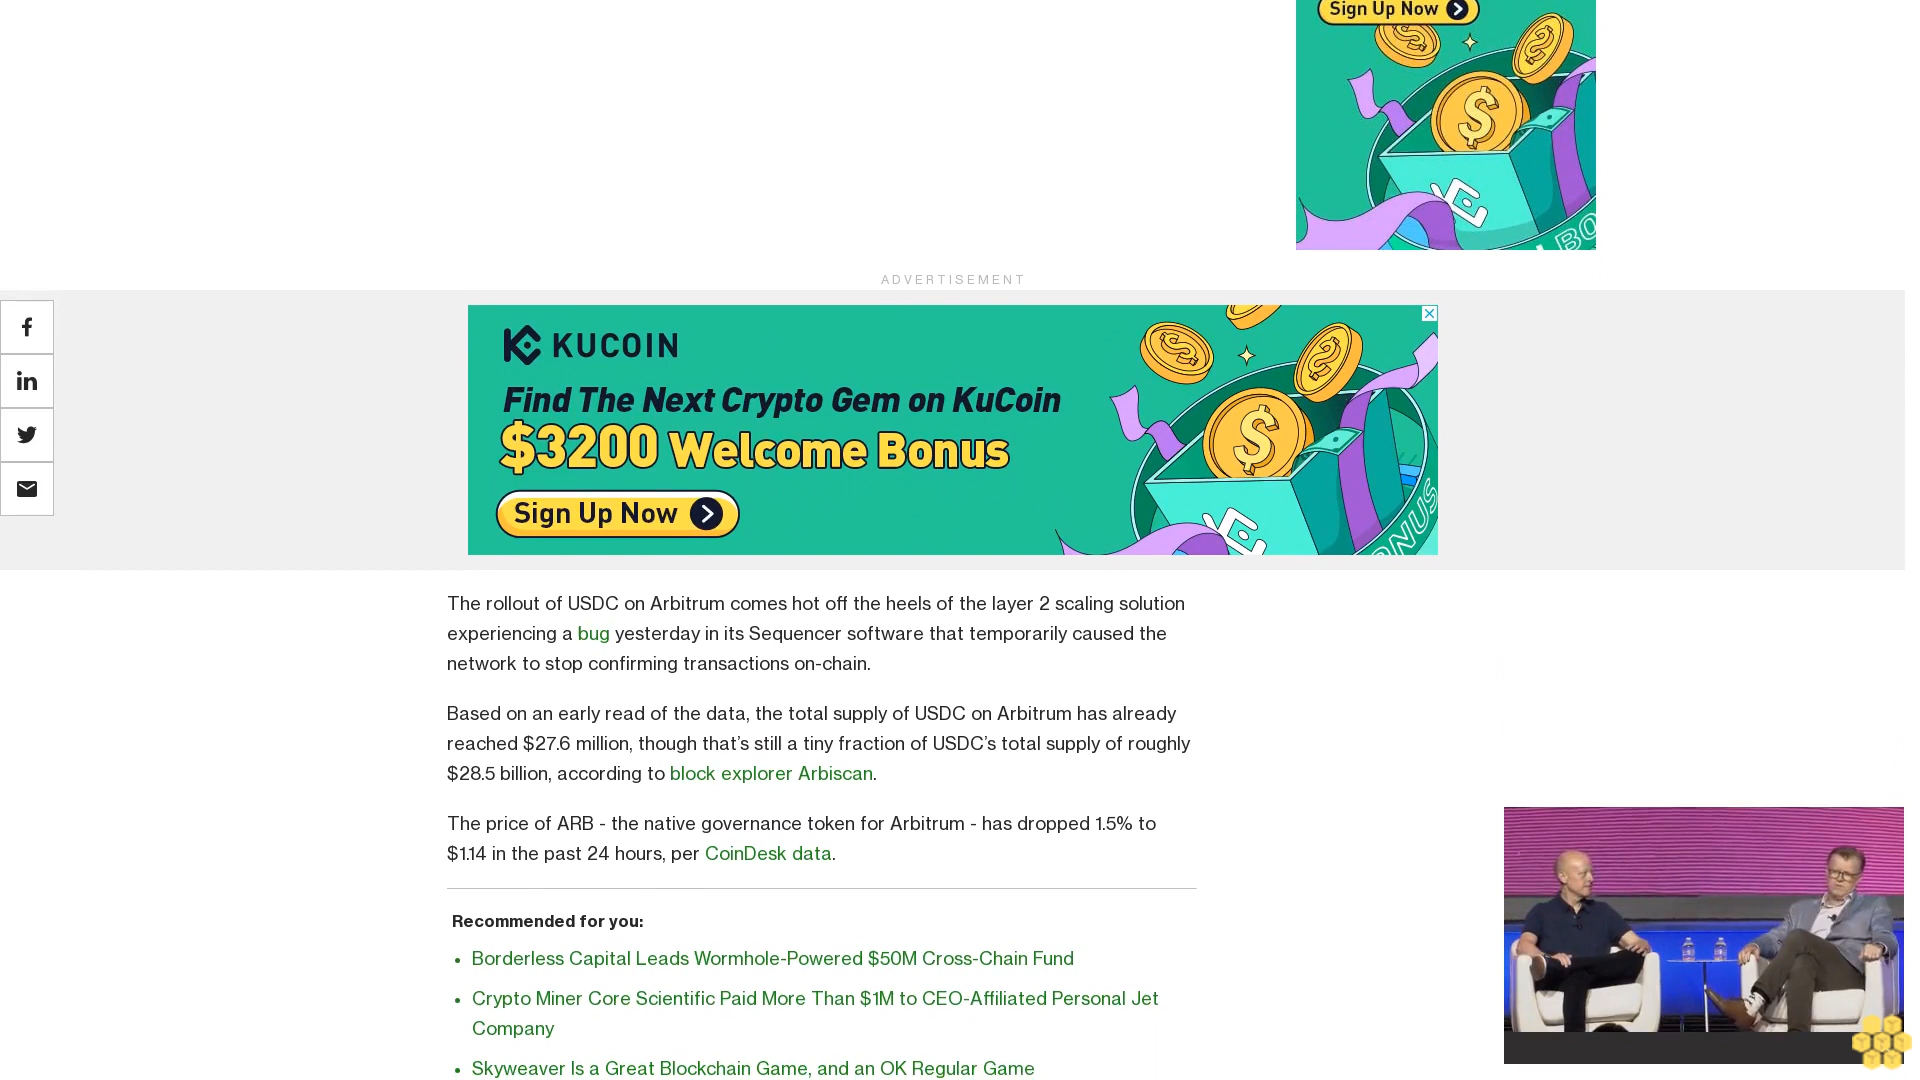 Sign Up Now
BO
ADVERTISEMENT
KUCOIN
Find The Next Crypto Gem on KuCoin
$3200 Welcome Bonus
Sign Up Now
ONUS
The rollout of USDC on Arbitrum comes hot off the heels of the layer 2 scaling solution
experiencing a bug yesterday in its Sequencer software that temporarily caused the
network to stop confirming transactions on-chain.
Based on an early read of the data, the total supply of USDC on Arbitrum has already
reached $27.6 million, though that’s still a tiny fraction of USDC’s total supply of roughly
$28.5 billion, according to block explorer Arbiscan.
The price of ARB - the native governance token for Arbitrum - has dropped 1.5% to
$1.14 in the past 24 hours, per CoinDesk data.
Recommended for you:
Borderless Capital Leads Wormhole-Powered $50M Cross-Chain Fund
Crypto Miner Core Scientific Paid More Than $1M to CEO-Affiliated Personal Jet
Company
Skyweaver Is a Great Blockchain Game, and an OK Regular Game